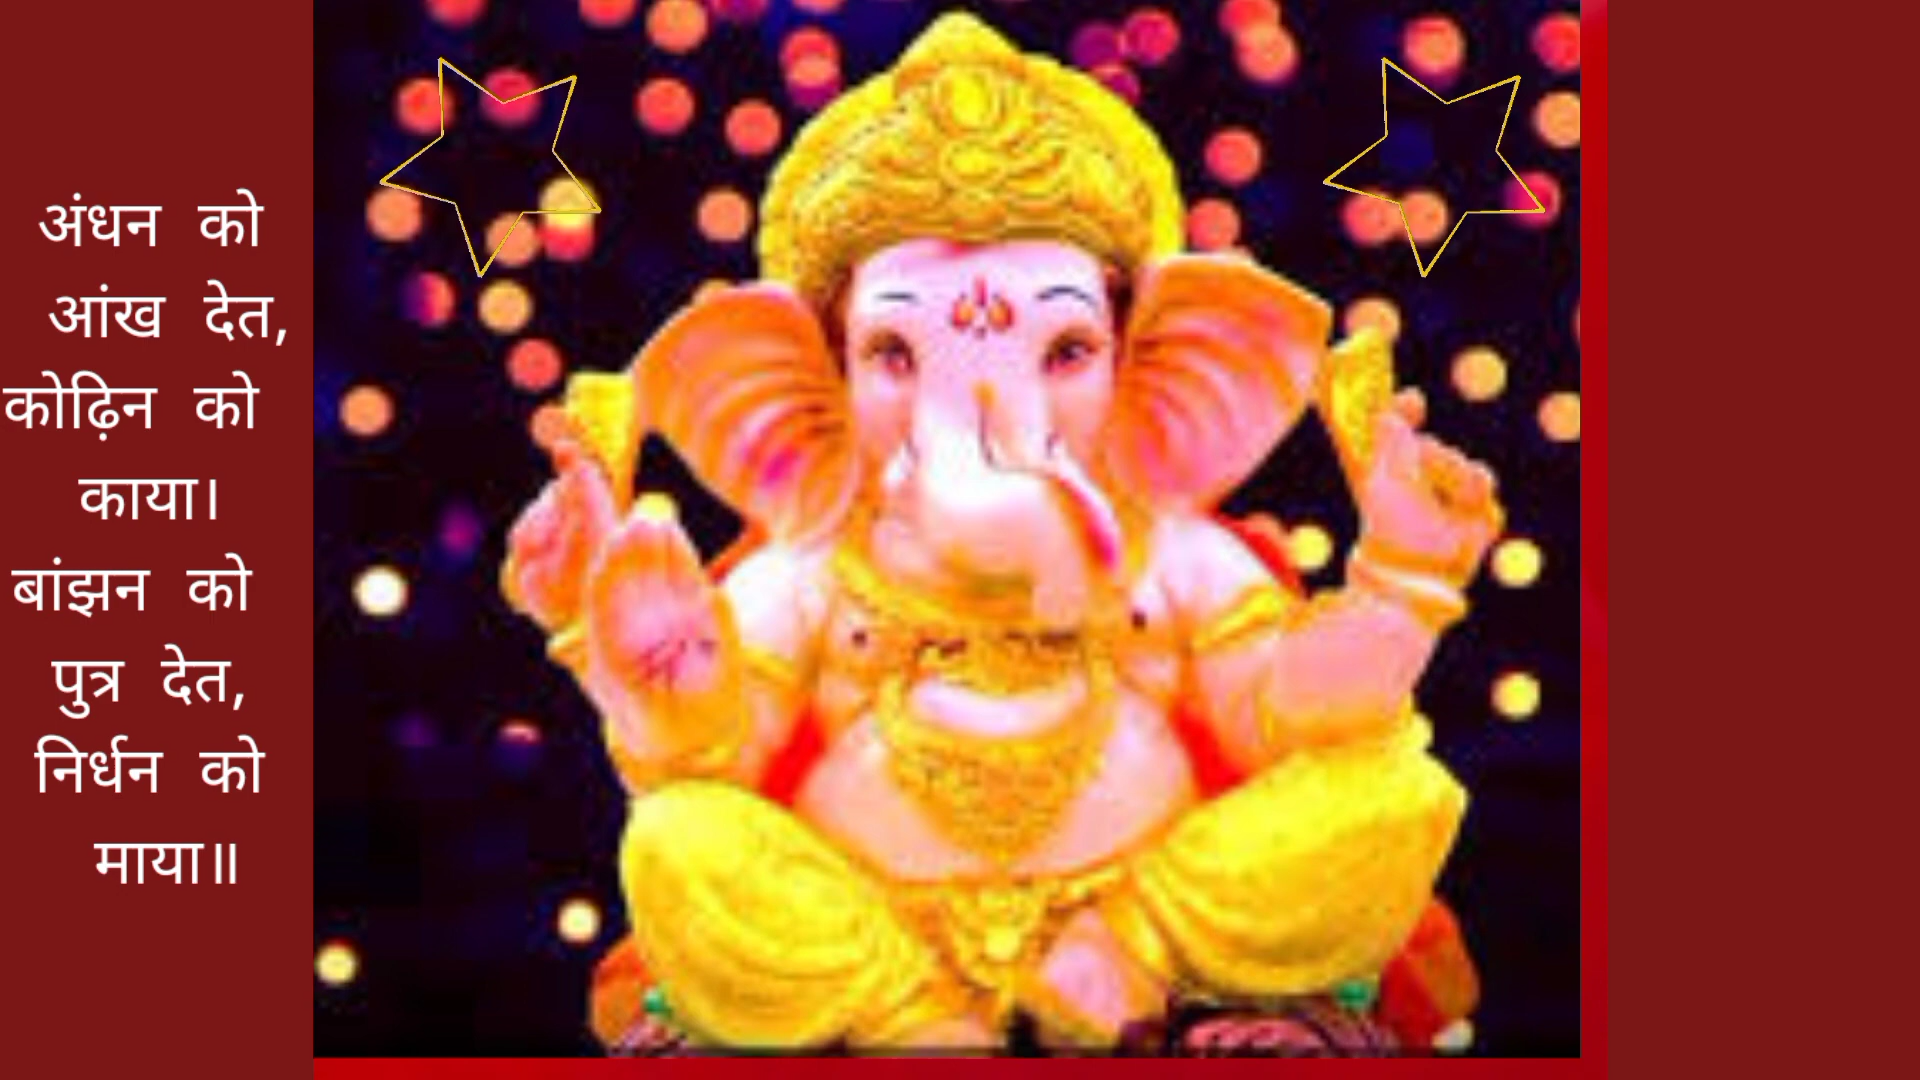 अंधन को
आंख देत,
कोढ़िन को
काया।
बांझन को
पुत्र देत,
निर्धन को
माया॥